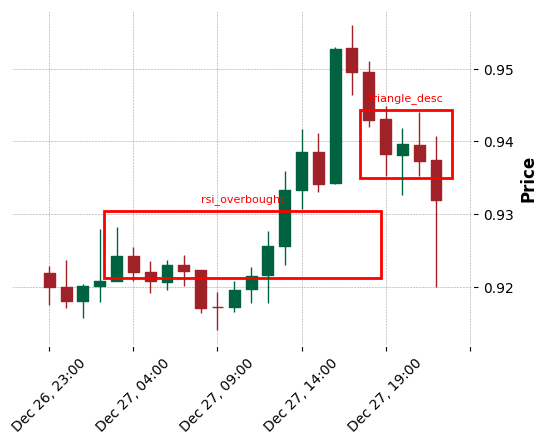 0.95
triangle_desc
0.94
Price
0.93
rsi_overbought
0.92
Dec 26, 23:00
Dec 27, 04:00
Dec 27, 09:00
Dec 27, 14:00
Dec 27, 19:00